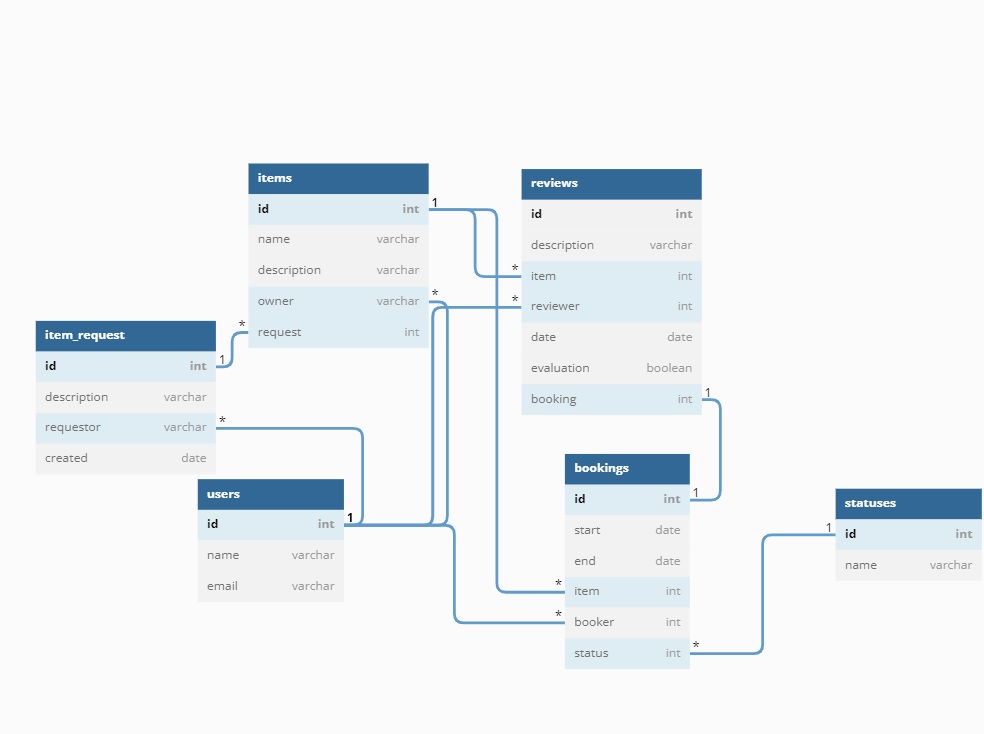 items
id int
name varchar
description varchar
owner varchar
request int
1
*
*
reviews
id int
description varchar
item int
reviewer int
date date
evaluation boolean
booking int
*
*
1
item_request
id int
description varchar
requestor varchar
created date
1
*
users
id int
name varchar
email varchar
1
bookings
id int
start date
end date
item int
booker int
status int
1
*
*
*
statuses
id int
name varchar
1